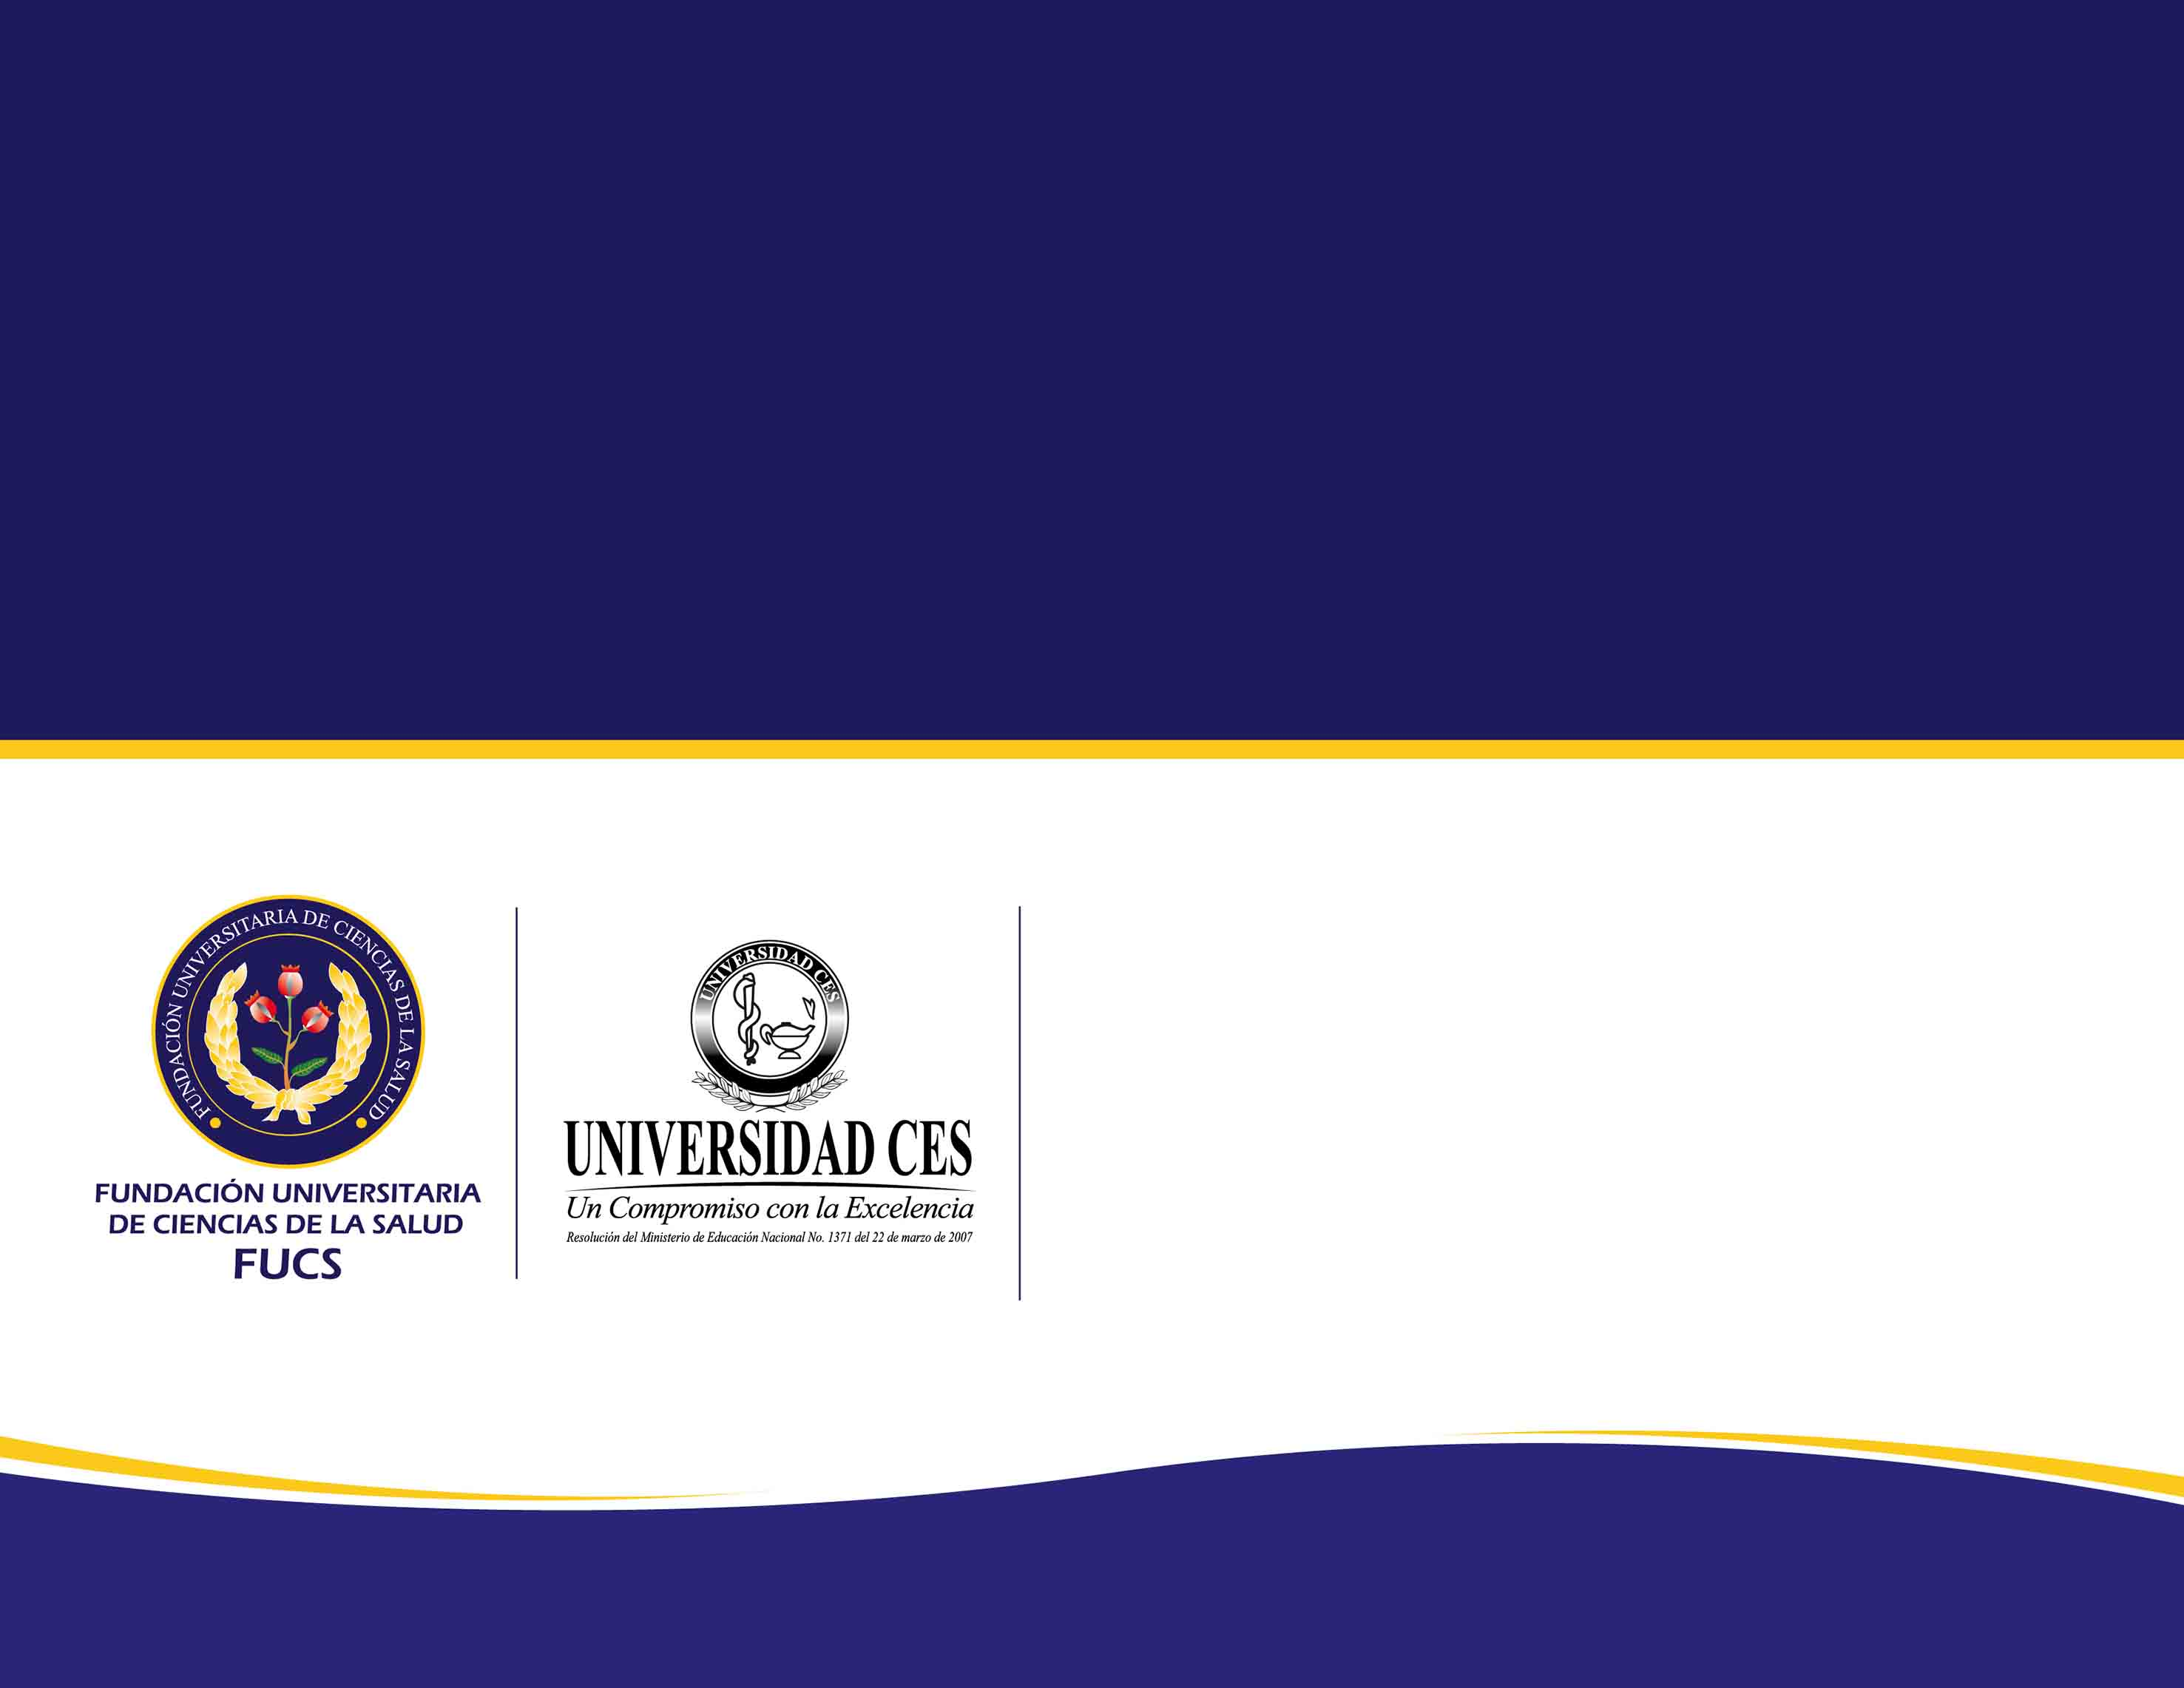 FUNDACIÓN UNIVERSITARIA DE CIENCIAS DE LA SALUD
FUNDACIÓN UNIVERSITARIA
DE CIENCIAS DE LA SALUD
FUCS
UNIVERSIDAD CES
UNIVERSIDAD CES
Un Compromiso con la Excelencia
Resolución del Ministerio de Educación Nacional No. 1371 del 22 de marzo de 2007